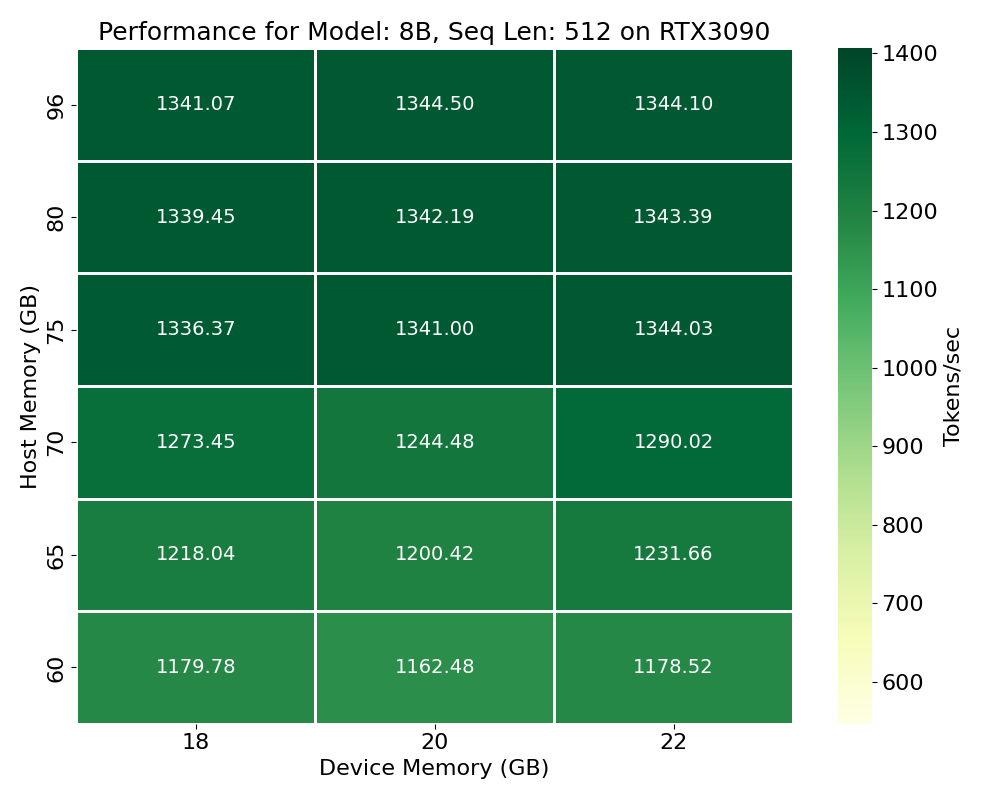 Performance for Model: 8B, Seq Len: 512 on RTX3090
Host Memory (GB)
96
1341.07 1344.50 1344.10
80
1339.45 1342.19 1343.39
75
1336.37 1341.00 1344.03
70
1273.45 1244.48 1290.02
65
1218.04 1200.42 1231.66
60
1179.78 1162.48 1178.52
18 20 22
Device Memory (GB)
1400
1300
1200
1100
1000
900
800
700
600
Tokens/sec